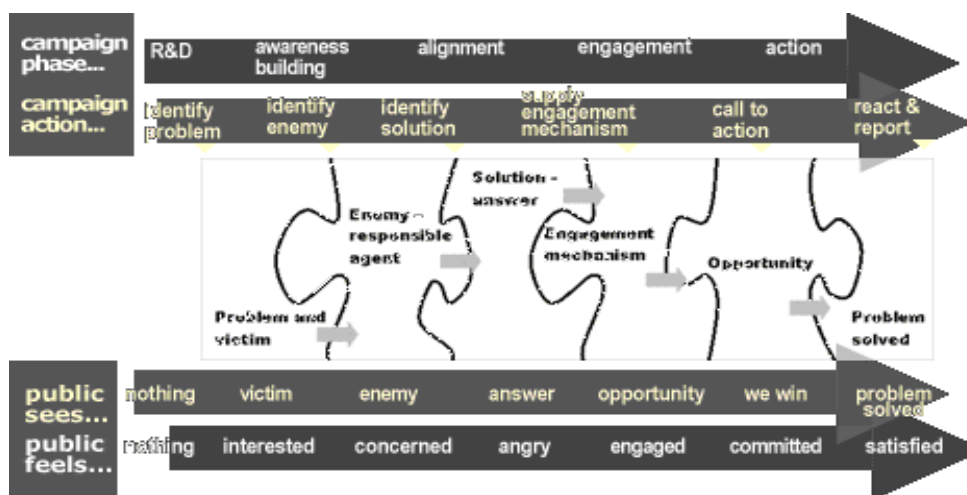 campaign phase...
R&D
awareness building
alignment
engagement
action
campaign action...
identify problem
identify enemy
identify solution
supply engagement mechanism
call to action
react & report
Solution - answer
Enemy - responsible agent
Engagement mechanism
Opportunity
Problem and victim
Problem solved
public sees...
nothing
victim
enemy
answer
opportunity
we win
problem solved
public feels...
nothing
interested
concerned
angry
engaged
committed
satisfied